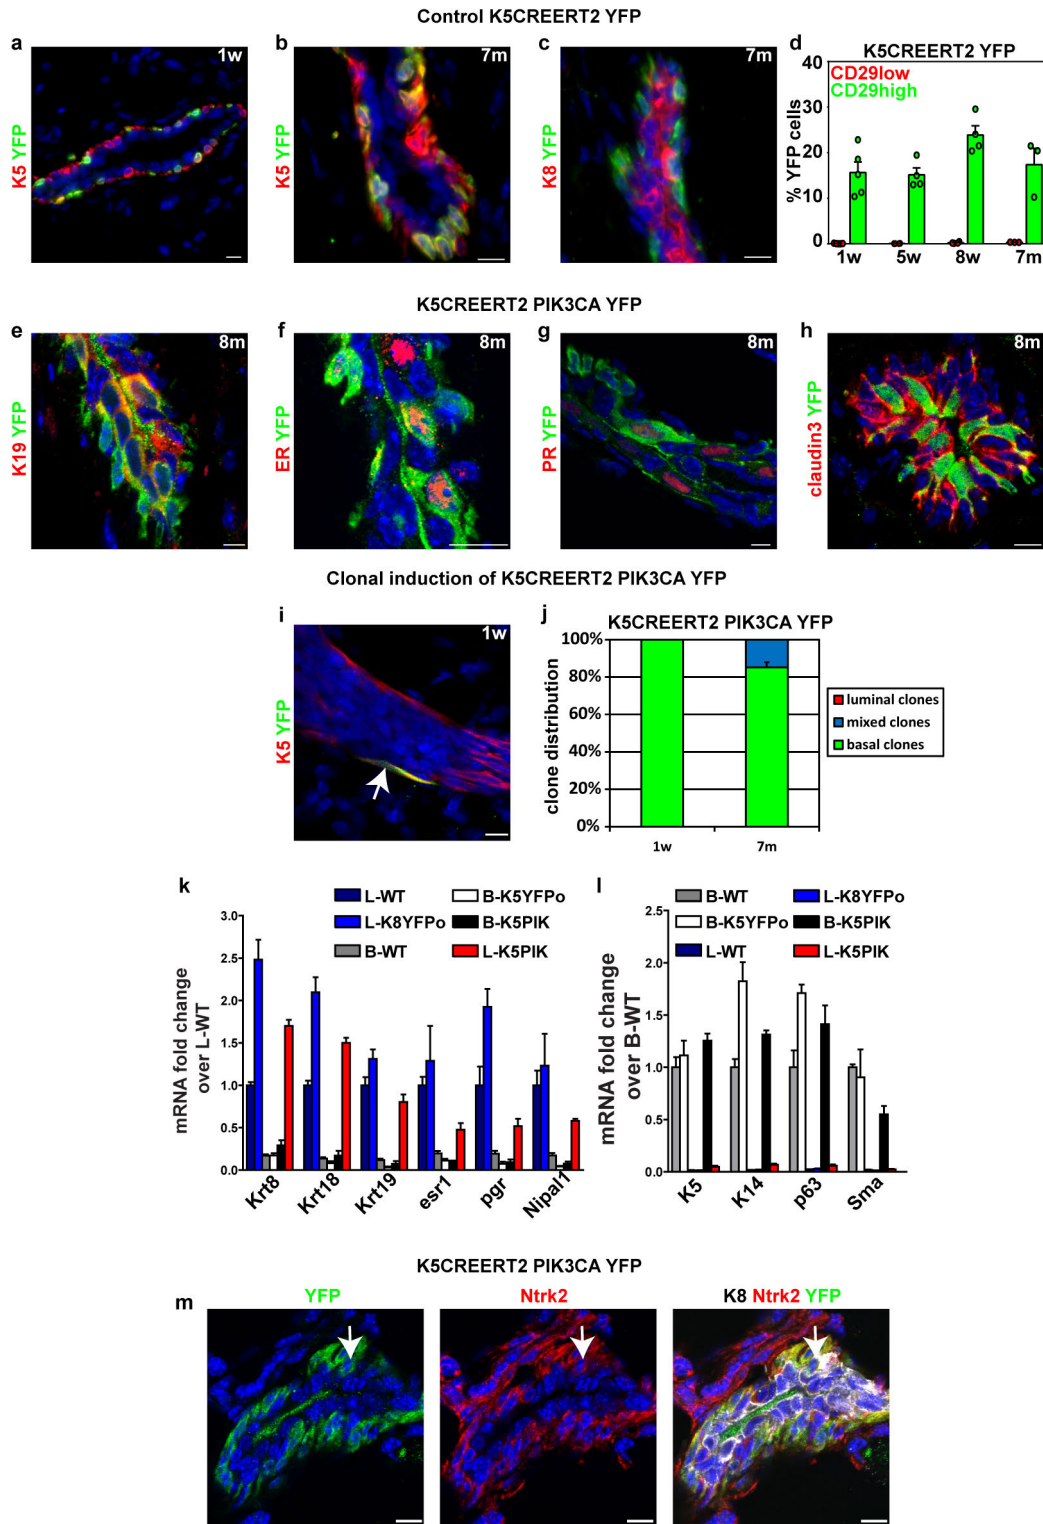 Control K5CREERT2 YFP
a
1w
K5 YFP
b
7m
K5 YFP
c
7m
K8 YFP
d
K5CREERT2 YFP
CD29low
CD29high
% YFP cells
40
30
20
10
0
1w 5w 8w 7m
K5CREERT2 PIK3CA YFP
e
8m
K19 YFP
f
8m
ER YFP
g
8m
PR YFP
h
8m
claudin3 YFP
Clonal induction of K5CREERT2 PIK3CA YFP
i
1w
K5 YFP
j
K5CREERT2 PIK3CA YFP
clone distribution
100%
80%
60%
40%
20%
0%
1w 7m
luminal clones
mixed clones
basal clones
k
L-WT B-K5YFPo
L-K8YFPo B-K5PIK
B-WT L-K5PIK
mRNA fold change
over L-WT
3.0
2.5
2.0
1.5
1.0
0.5
0.0
Krt8 Krt18 Krt19 esr1 pgr Nipal1
l
B-WT L-K8YFPo
B-K5YFPo B-K5PIK
L-WT L-K5PIK
mRNA fold change
over B-WT
2.5
2.0
1.5
1.0
0.5
0.0
K5 K14 p63 Sma
K5CREERT2 PIK3CA YFP
m
YFP
Ntrk2
K8 Ntrk2 YFP